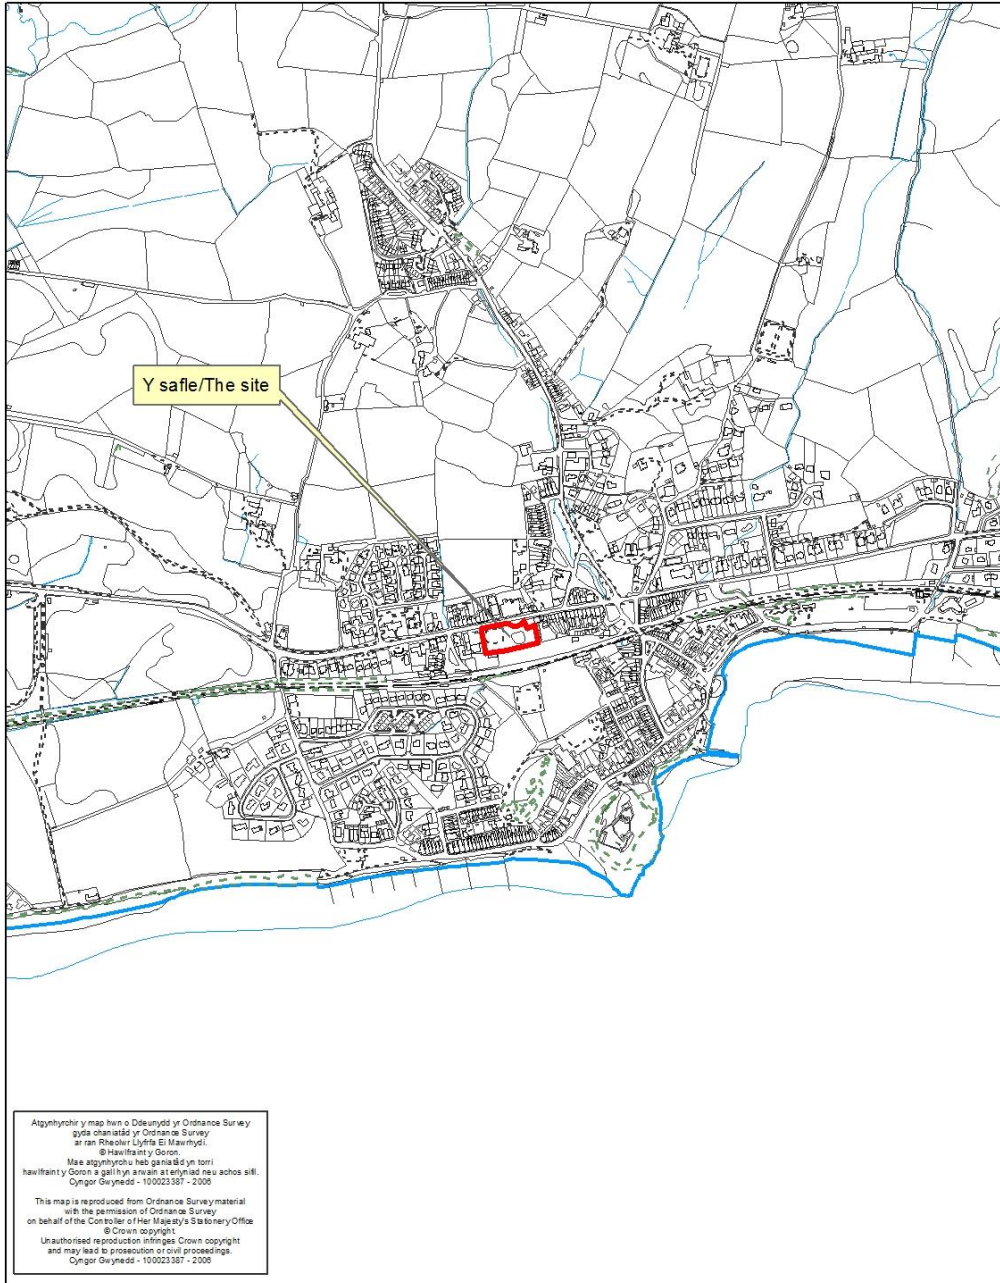 Y safle/The site
Atgynhyrchir y map hwn o Ddeunydd yr Ordnance Survey
gyda chaniatâd yr Ordnance Survey
ar ran Rheolwr Llyfrfa Ei Mawrhydi.
© Hawlfraint y Goron.
Mae atgynhyrchu heb ganiatâd yn torri
hawlfraint y Goron a gall hyn arwain at erlyniad neu achos sifil.
Cyngor Gwynedd - 100023387 - 2006
This map is reproduced from Ordnance Survey material
with the permission of Ordnance Survey
on behalf of the Controller of Her Majesty's Stationery Office
© Crown copyright.
Unauthorised reproduction infringes Crown copyright
and may lead to prosecution or civil proceedings.
Cyngor Gwynedd - 100023387 - 2006